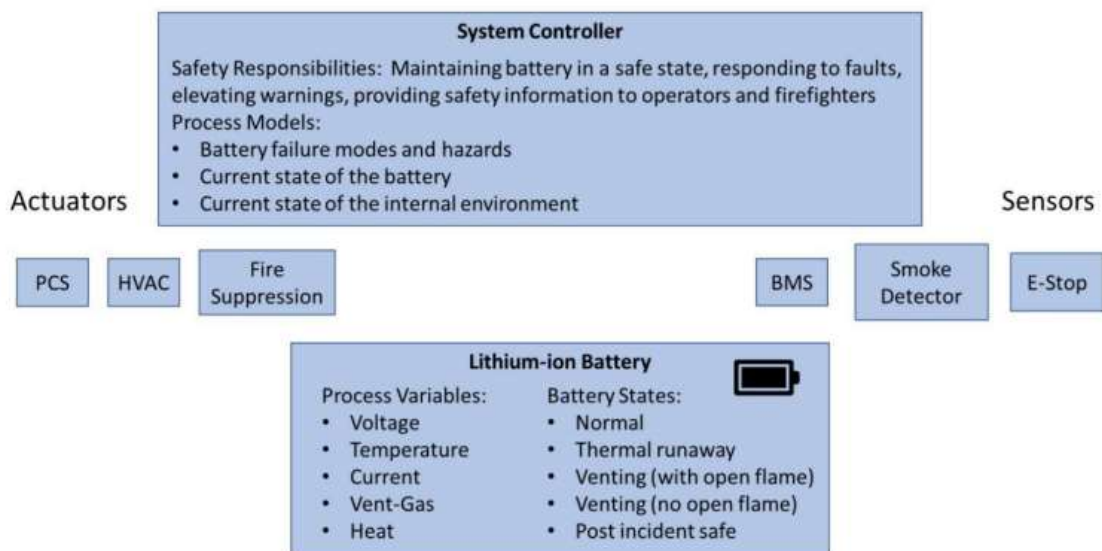 System Controller
Safety Responsibilities: Maintaining battery in a safe state, responding to faults,
elevating warnings, providing safety information to operators and firefighters
Process Models:
• Battery failure modes and hazards
• Current state of the battery
• Current state of the internal environment
Actuators
Sensors
PCS
HVAC
Fire
Suppression
BMS
Smoke
Detector
E-Stop
Lithium-ion Battery
Process Variables:
• Voltage
• Temperature
• Current
• Vent-Gas
• Heat
Battery States:
• Normal
• Thermal runaway
• Venting (with open flame)
• Venting (no open flame)
• Post incident safe